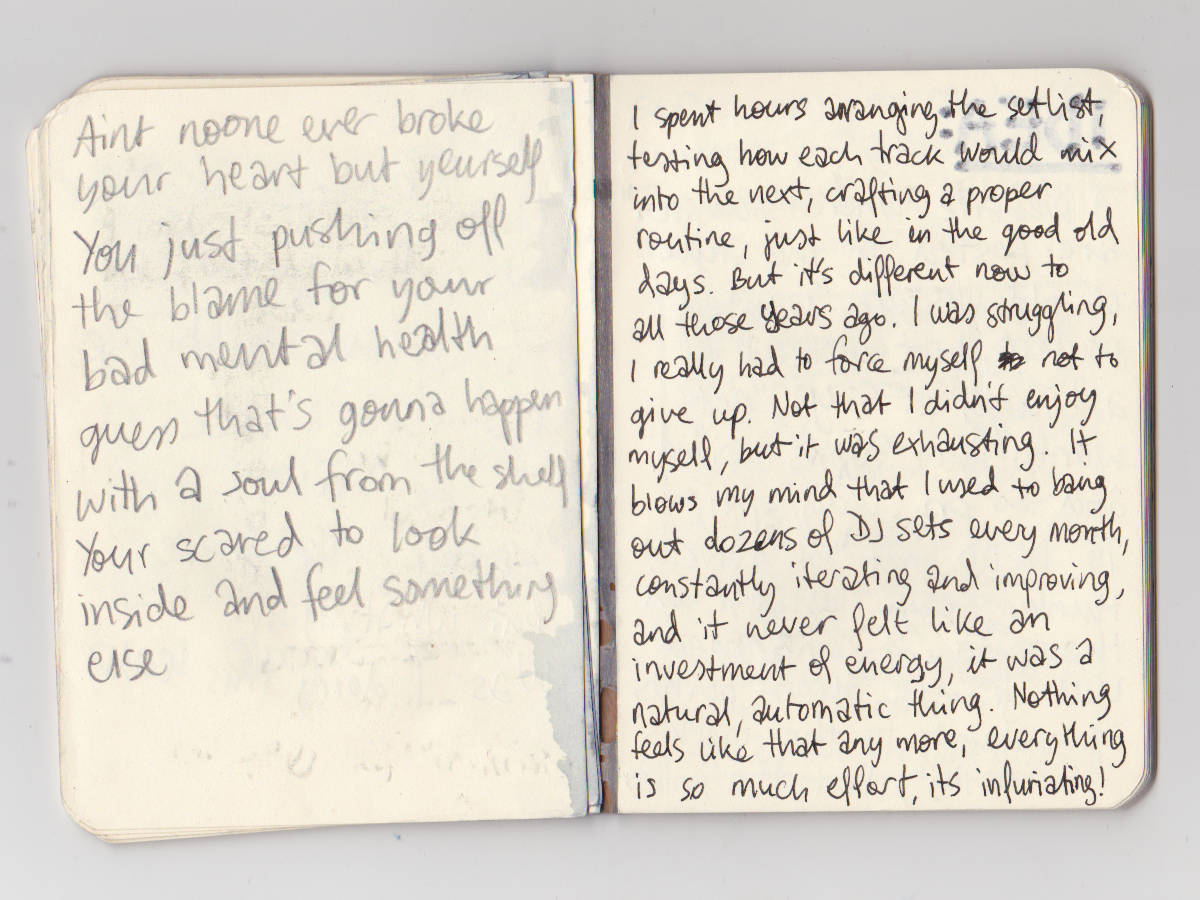 Aint noone ever broke
your heart but yourself
You just pushing off
the blame for your
bad mental health
guess that's gonna happen
with a soul from the shelf
Your scared to look
inside and feel something
else
I spent hours arranging the setlist,
testing how each track would mix
into the next, crafting a proper
routine, just like in the good old
days. But it's different now to
all those years ago. I was struggling,
I really had to force myself not to
give up. Not that I didn't enjoy
myself, but it was exhausting. It
blows my mind that I used to bang
out dozens of DJ sets every month,
constantly iterating and improving,
and it never felt like an
investment of energy, it was a
natural, automatic thing. Nothing
feels like that any more, everything
is so much effort, its infuriating!